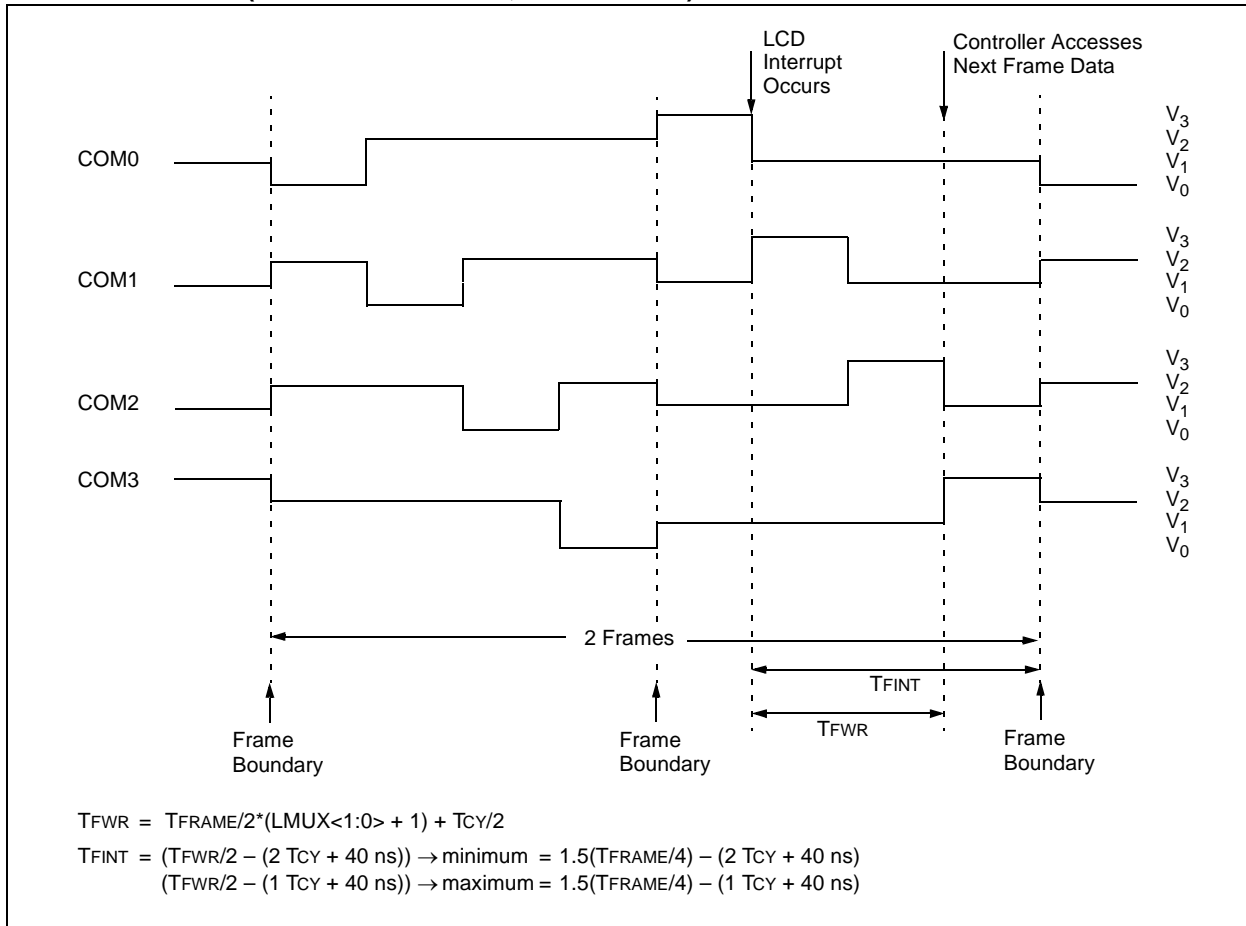 LCD
Interrupt
Occurs
Controller Accesses
Next Frame Data
COM0
V3
V2
V1
V0
COM1
V3
V2
V1
V0
COM2
V3
V2
V1
V0
COM3
V3
V2
V1
V0
2 Frames
TFINT
TFWR
Frame
Boundary
Frame
Boundary
Frame
Boundary
TFWR = TFRAME/2*(LMUX<1:0> + 1) + TCY/2
TFINT = (TFWR/2 – (2 TCY + 40 ns)) → minimum = 1.5(TFRAME/4) – (2 TCY + 40 ns)
(TFWR/2 – (1 TCY + 40 ns)) → maximum = 1.5(TFRAME/4) – (1 TCY + 40 ns)